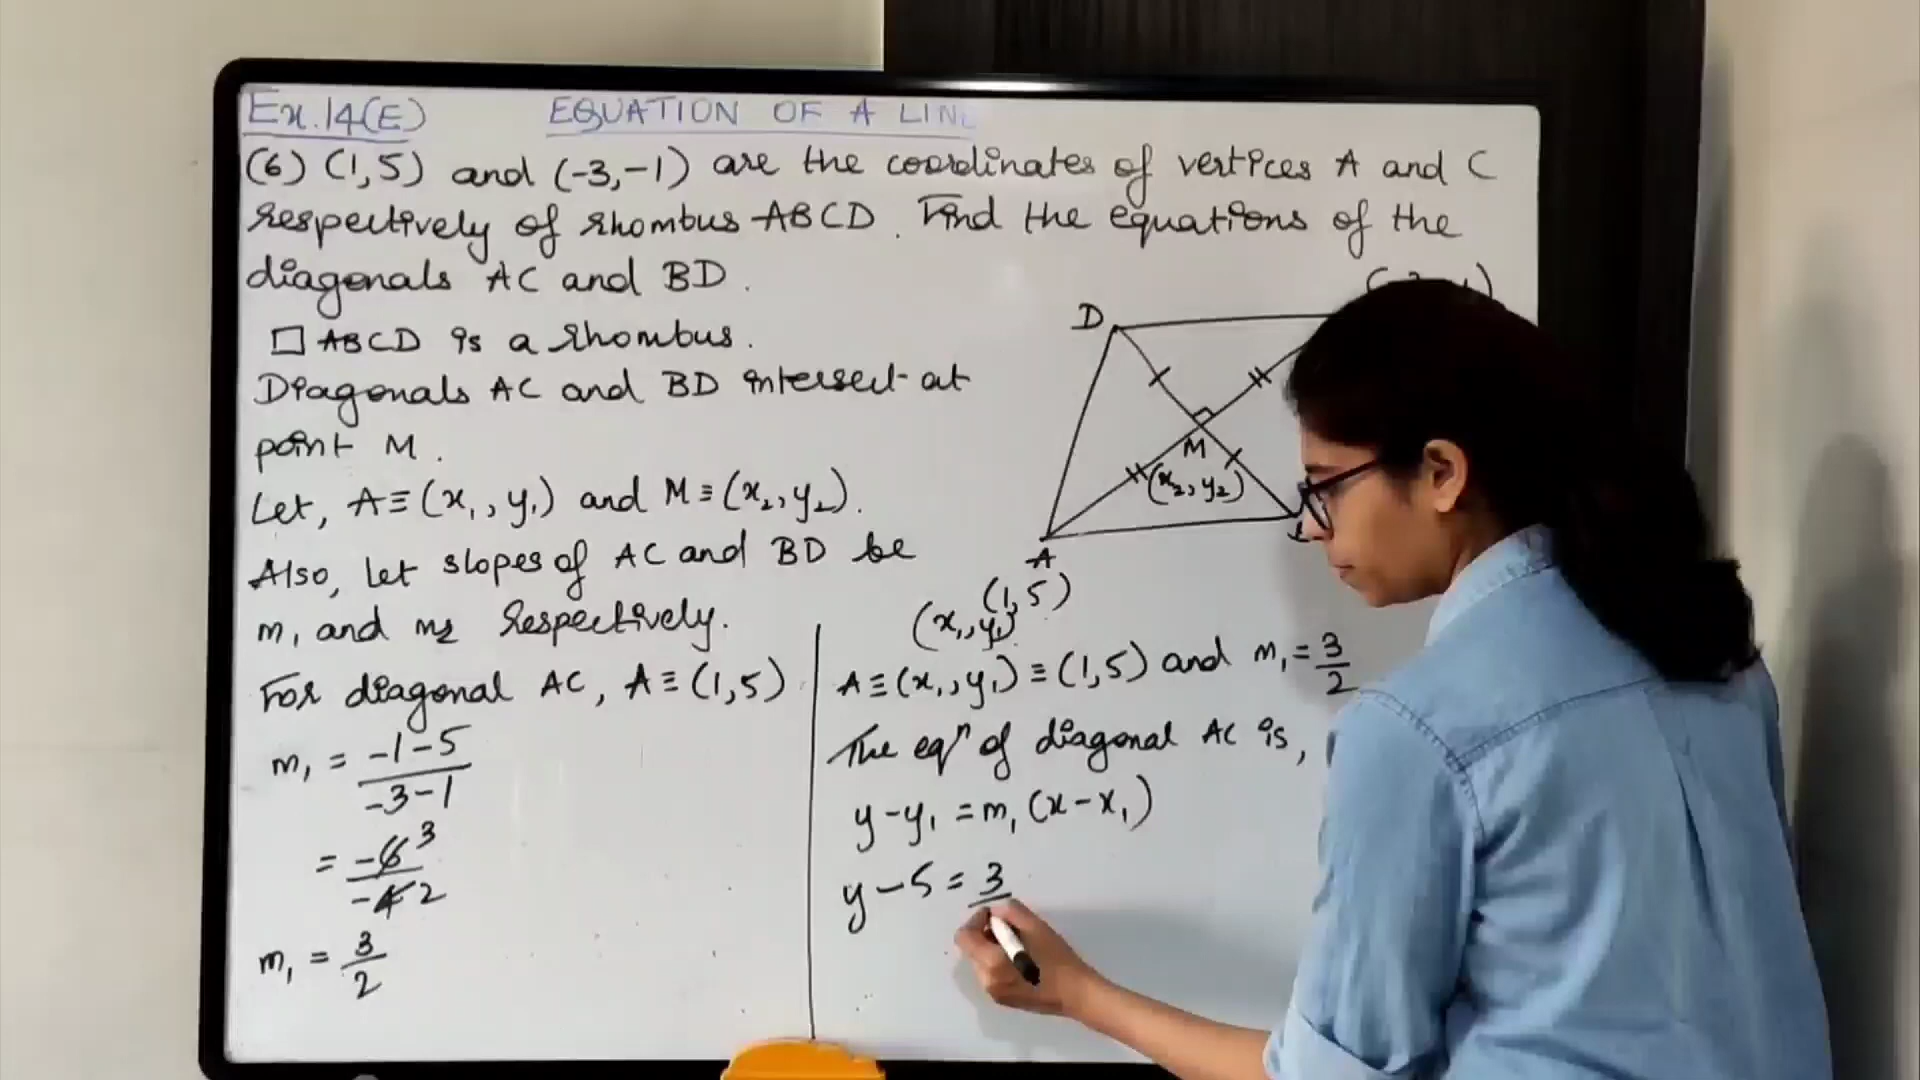 Ex.14(E) EQUATION OF A LINE
(6) (1,5) and (-3,-1) are the coordinates of vertices A and C
respectively of rhombus ABCD. Find the equations of the
diagonals AC and BD.
□ ABCD is a rhombus.
Diagonals AC and BD intersect at
point M.
Let, A≡(x₁,y₁) and M≡(x₂,y₂).
Also, let slopes of AC and BD be
m₁ and m₂ respectively.
For diagonal AC, A≡(1,5)
m₁ = -1-5/-3-1
= -6 3/-4 2
m₁ = 3/2
D
M
(x₂,y₂)
A
(1,5)
(x₁,y₁)
A≡(x₁,y₁)≡(1,5) and m₁=3/2
The eqⁿ of diagonal AC is,
y-y₁ = m₁(x-x₁)
y-5 = 3